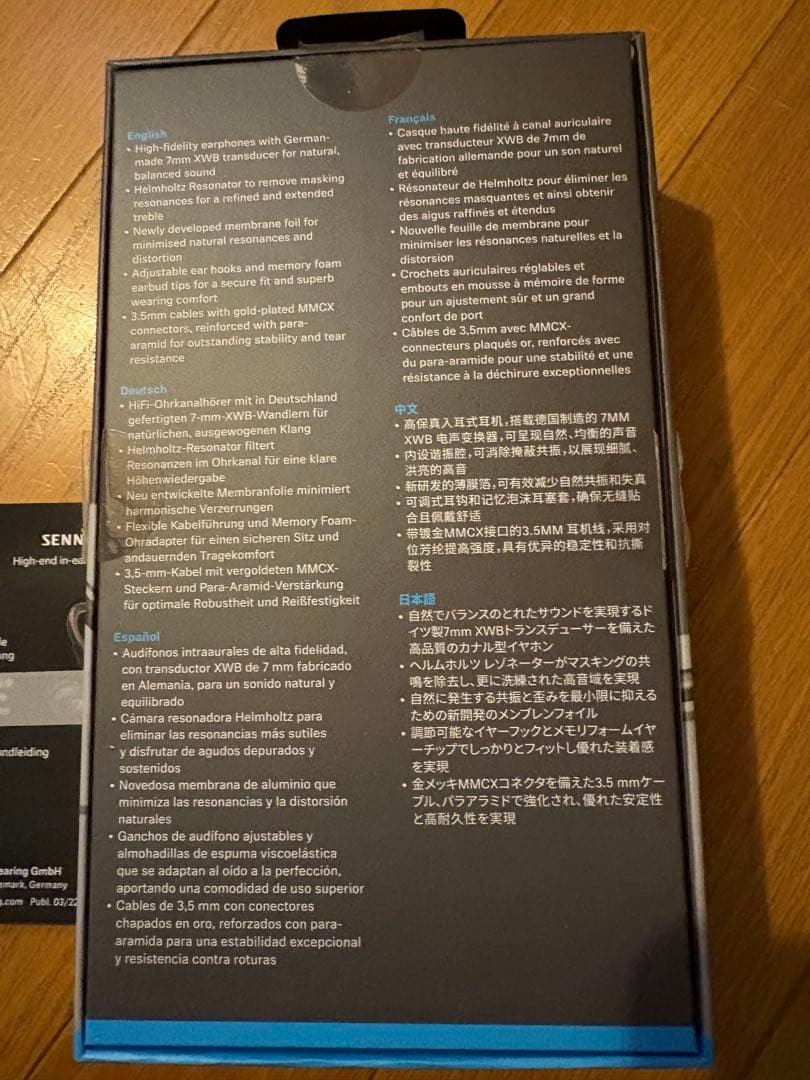 English
• High-fidelity earphones with German-
made 7mm XWB transducer for natural,
balanced sound
• Helmholtz Resonator to remove masking
resonances for a refined and extended
treble
• Newly developed membrane foil for
minimised natural resonances and
distortion
• Adjustable ear hooks and memory foam
earbud tips for a secure fit and superb
wearing comfort
• 3.5mm cables with gold-plated MMCX
connectors, reinforced with para-
aramid for outstanding stability and tear
resistance
Deutsch
• HiFi-Ohrkanalhörer mit in Deutschland
gefertigten 7-mm-XWB-Wandlern für
natürlichen, ausgewogenen Klang
• Helmholtz-Resonator filtert
Resonanzen im Ohrkanal für eine klare
Höhenwiedergabe
• Neu entwickelte Membranfolie minimiert
harmonische Verzerrungen
• Flexible Kabelführung und Memory Foam-
Ohradapter für einen sicheren Sitz und
andauernden Tragekomfort
• 3,5-mm-Kabel mit vergoldeten MMCX-
Steckern und Para-Aramid-Verstärkung
für optimale Robustheit und Reißfestigkeit
Español
• Audífonos intraaurales de alta fidelidad,
con transductor XWB de 7 mm fabricado
en Alemania, para un sonido natural y
equilibrado
• Cámara resonadora Helmholtz para
eliminar las resonancias más sutiles
y disfrutar de agudos depurados y
sostenidos
• Novedosa membrana de aluminio que
minimiza las resonancias y la distorsión
naturales
• Ganchos de audífono ajustables y
almohadillas de espuma viscoelástica
que se adaptan al oído a la perfección,
aportando una comodidad de uso superior
• Cables de 3,5 mm con conectores
chapados en oro, reforzados con para-
aramida para una estabilidad excepcional
y resistencia contra roturas
Français
• Casque haute fidélité à canal auriculaire
avec transducteur XWB de 7mm de
fabrication allemande pour un son naturel
et équilibré
• Résonateur de Helmholtz pour éliminer les
résonances masquantes et ainsi obtenir
des aigus raffinés et étendus
• Nouvelle feuille de membrane pour
minimiser les résonances naturelles et la
distorsion
• Crochets auriculaires réglables et
embouts en mousse à mémoire de forme
pour un ajustement sûr et un grand
confort de port
• Câbles de 3,5mm avec MMCX-
connecteurs plaqués or, renforcés avec
du para-aramide pour une stabilité et une
résistance à la déchirure exceptionnelles
中文
• 高保真入耳式耳机，搭载德国制造的 7MM
XWB 电声变换器，可呈现自然、均衡的声音
• 内设谐振腔，可消除掩蔽共振，以展现细腻、
洪亮的高音
• 新研发的薄膜箔，可有效减少自然共振和失真
• 可调式耳钩和记忆泡沫耳塞套，确保无缝贴
合且佩戴舒适
• 带镀金MMCX接口的3.5MM 耳机线，采用对
位芳纶提高强度，具有优异的稳定性和抗撕
裂性
日本語
• 自然でバランスのとれたサウンドを実現するド
イツ製7mm XWBトランスデューサーを備えた
高品質のカナル型イヤホン
• ヘルムホルツ レゾネーターがマスキングの共
鳴を除去し、更に洗練された高音域を実現
• 自然に発生する共振と歪みを最小限に抑える
ための新開発のメンブレンフォイル
• 調節可能なイヤーフックとメモリフォームイヤ
ーチップでしっかりとフィットし優れた装着感
を実現
• 金メッキMMCXコネクタを備えた3.5 mmケー
ブル、パラアラミドで強化され、優れた安定性
と高耐久性を実現
SENN
High-end in-ea
ng
ndleiding
earing GmbH
mark, Germany
.com Publ. 03/22